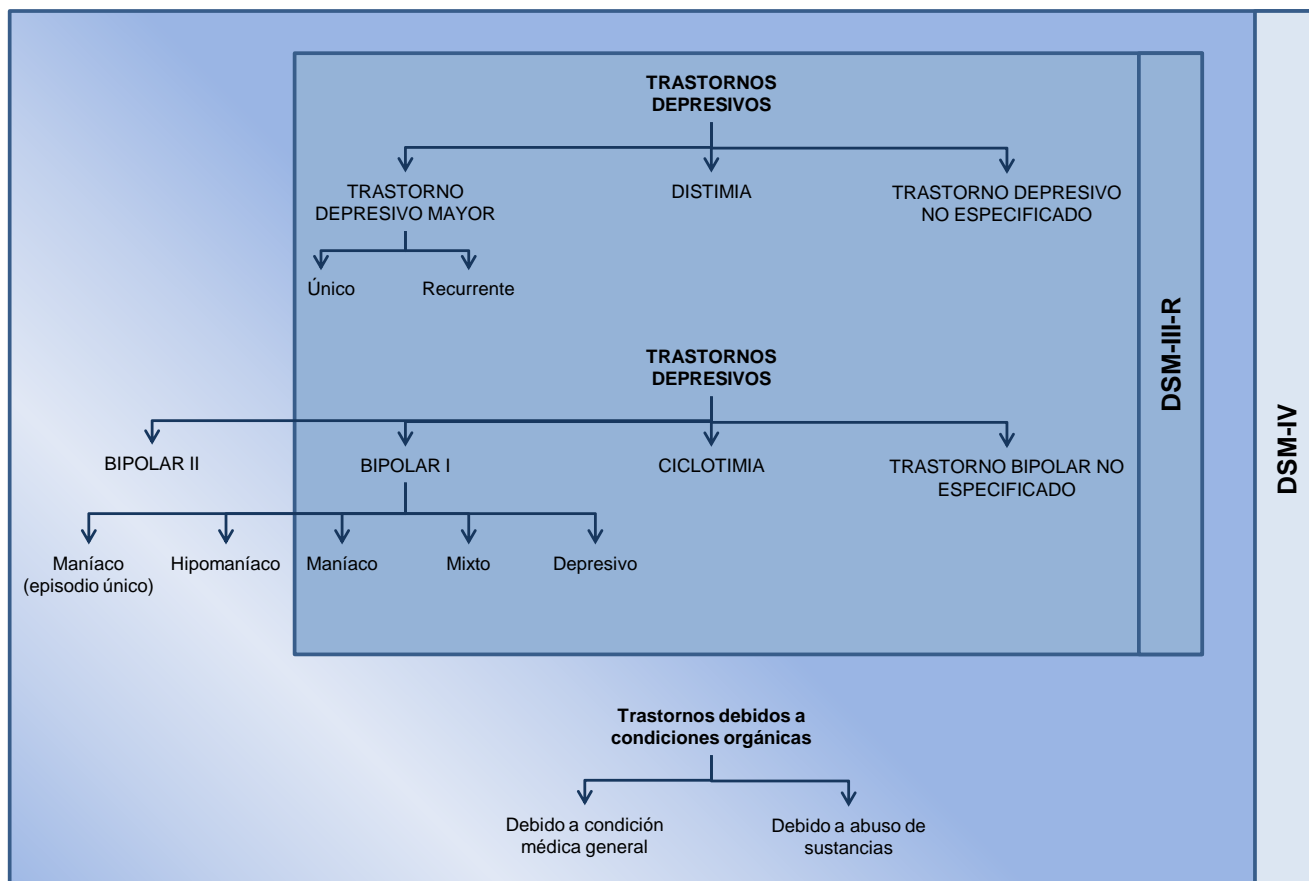 TRASTORNOS
DEPRESIVOS
TRASTORNO
DEPRESIVO MAYOR
DISTIMIA
TRASTORNO DEPRESIVO
NO ESPECIFICADO
Único
Recurrente
TRASTORNOS
DEPRESIVOS
BIPOLAR II
BIPOLAR I
CICLOTIMIA
TRASTORNO BIPOLAR NO
ESPECIFICADO
Maníaco
(episodio único)
Hipomaníaco
Maníaco
Mixto
Depresivo
DSM-III-R
Trastornos debidos a
condiciones orgánicas
Debido a condición
médica general
Debido a abuso de
sustancias
DSM-IV